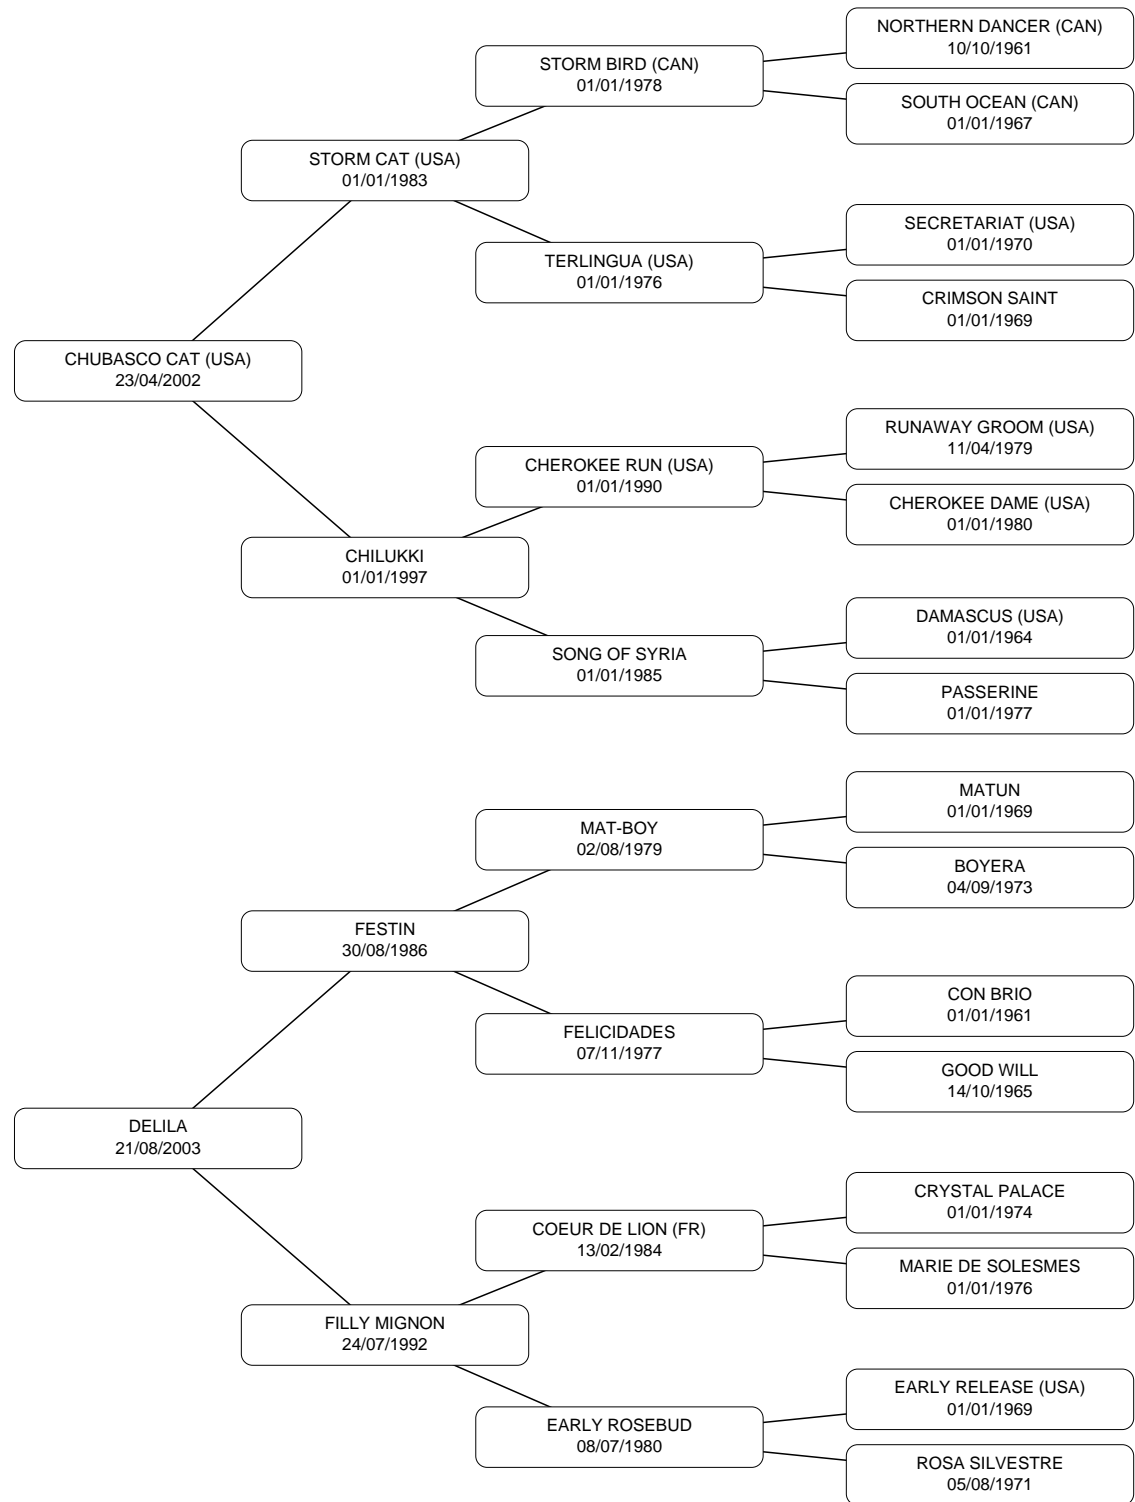 NORTHERN DANCER (CAN)
10/10/1961
STORM BIRD (CAN)
01/01/1978
SOUTH OCEAN (CAN)
01/01/1967
STORM CAT (USA)
01/01/1983
SECRETARIAT (USA)
01/01/1970
TERLINGUA (USA)
01/01/1976
CRIMSON SAINT
01/01/1969
CHUBASCO CAT (USA)
23/04/2002
RUNAWAY GROOM (USA)
11/04/1979
CHEROKEE RUN (USA)
01/01/1990
CHEROKEE DAME (USA)
01/01/1980
CHILUKKI
01/01/1997
DAMASCUS (USA)
01/01/1964
SONG OF SYRIA
01/01/1985
PASSERINE
01/01/1977
MATUN
01/01/1969
MAT-BOY
02/08/1979
BOYERA
04/09/1973
FESTIN
30/08/1986
CON BRIO
01/01/1961
FELICIDADES
07/11/1977
GOOD WILL
14/10/1965
DELILA
21/08/2003
CRYSTAL PALACE
01/01/1974
COEUR DE LION (FR)
13/02/1984
MARIE DE SOLESMES
01/01/1976
FILLY MIGNON
24/07/1992
EARLY RELEASE (USA)
01/01/1969
EARLY ROSEBUD
08/07/1980
ROSA SILVESTRE
05/08/1971